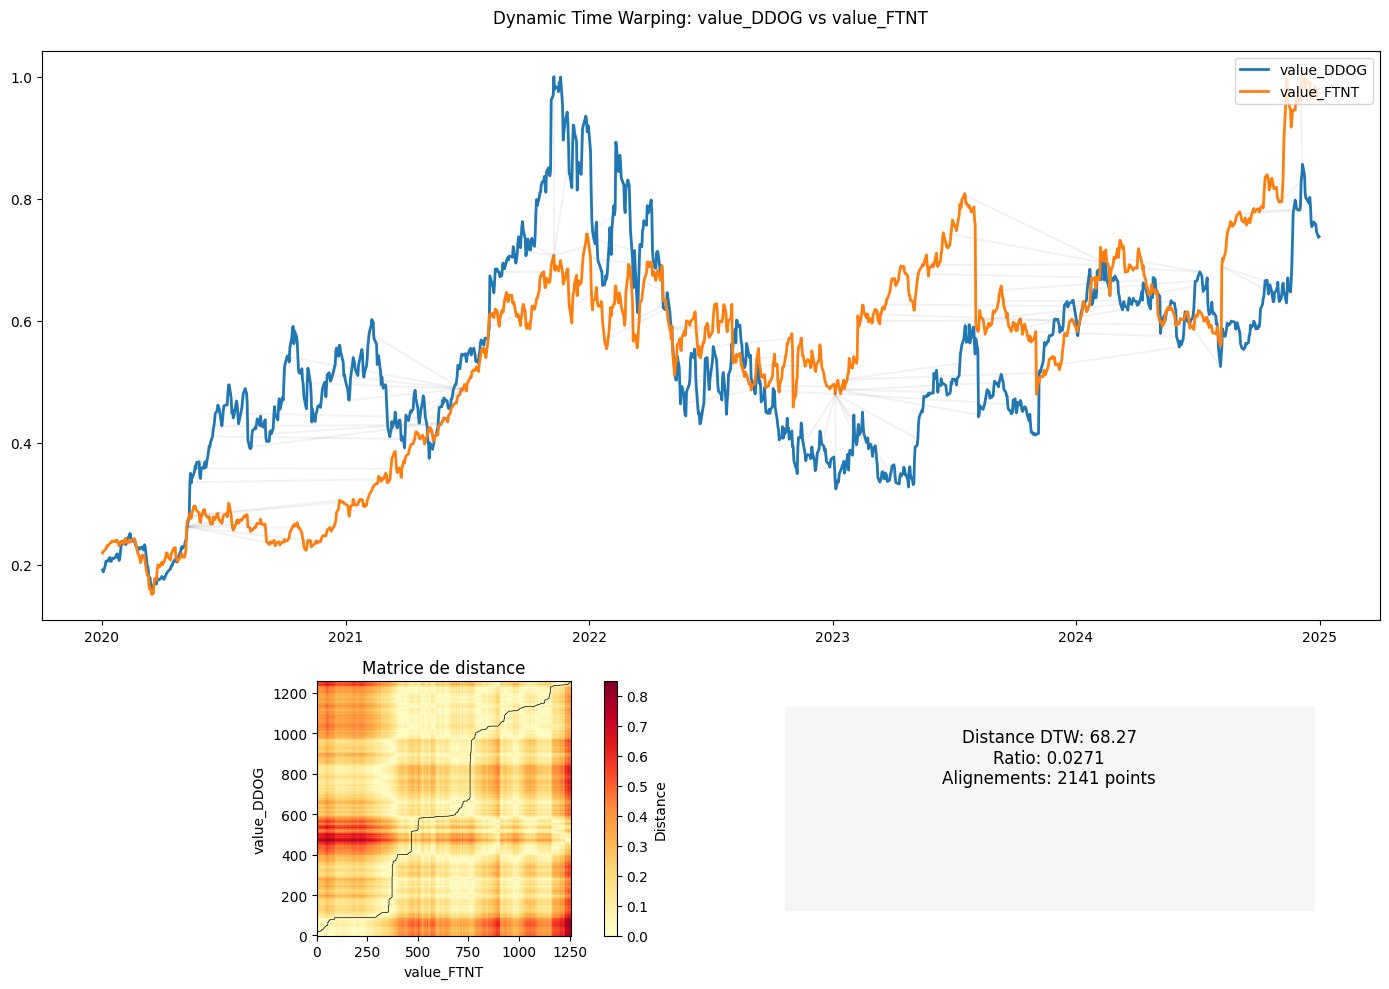 Dynamic Time Warping: value_DDOG vs value_FTNT
value_DDOG
value_FTNT
1.0
0.8
0.6
0.4
0.2
2020 2021 2022 2023 2024 2025
Matrice de distance
value_DDOG
1200
1000
800
600
400
200
0
0 250 500 750 1000 1250
value_FTNT
0.8
0.7
0.6
0.5
0.4
0.3
0.2
0.1
0.0
Distance
Distance DTW: 68.27
Ratio: 0.0271
Alignements: 2141 points